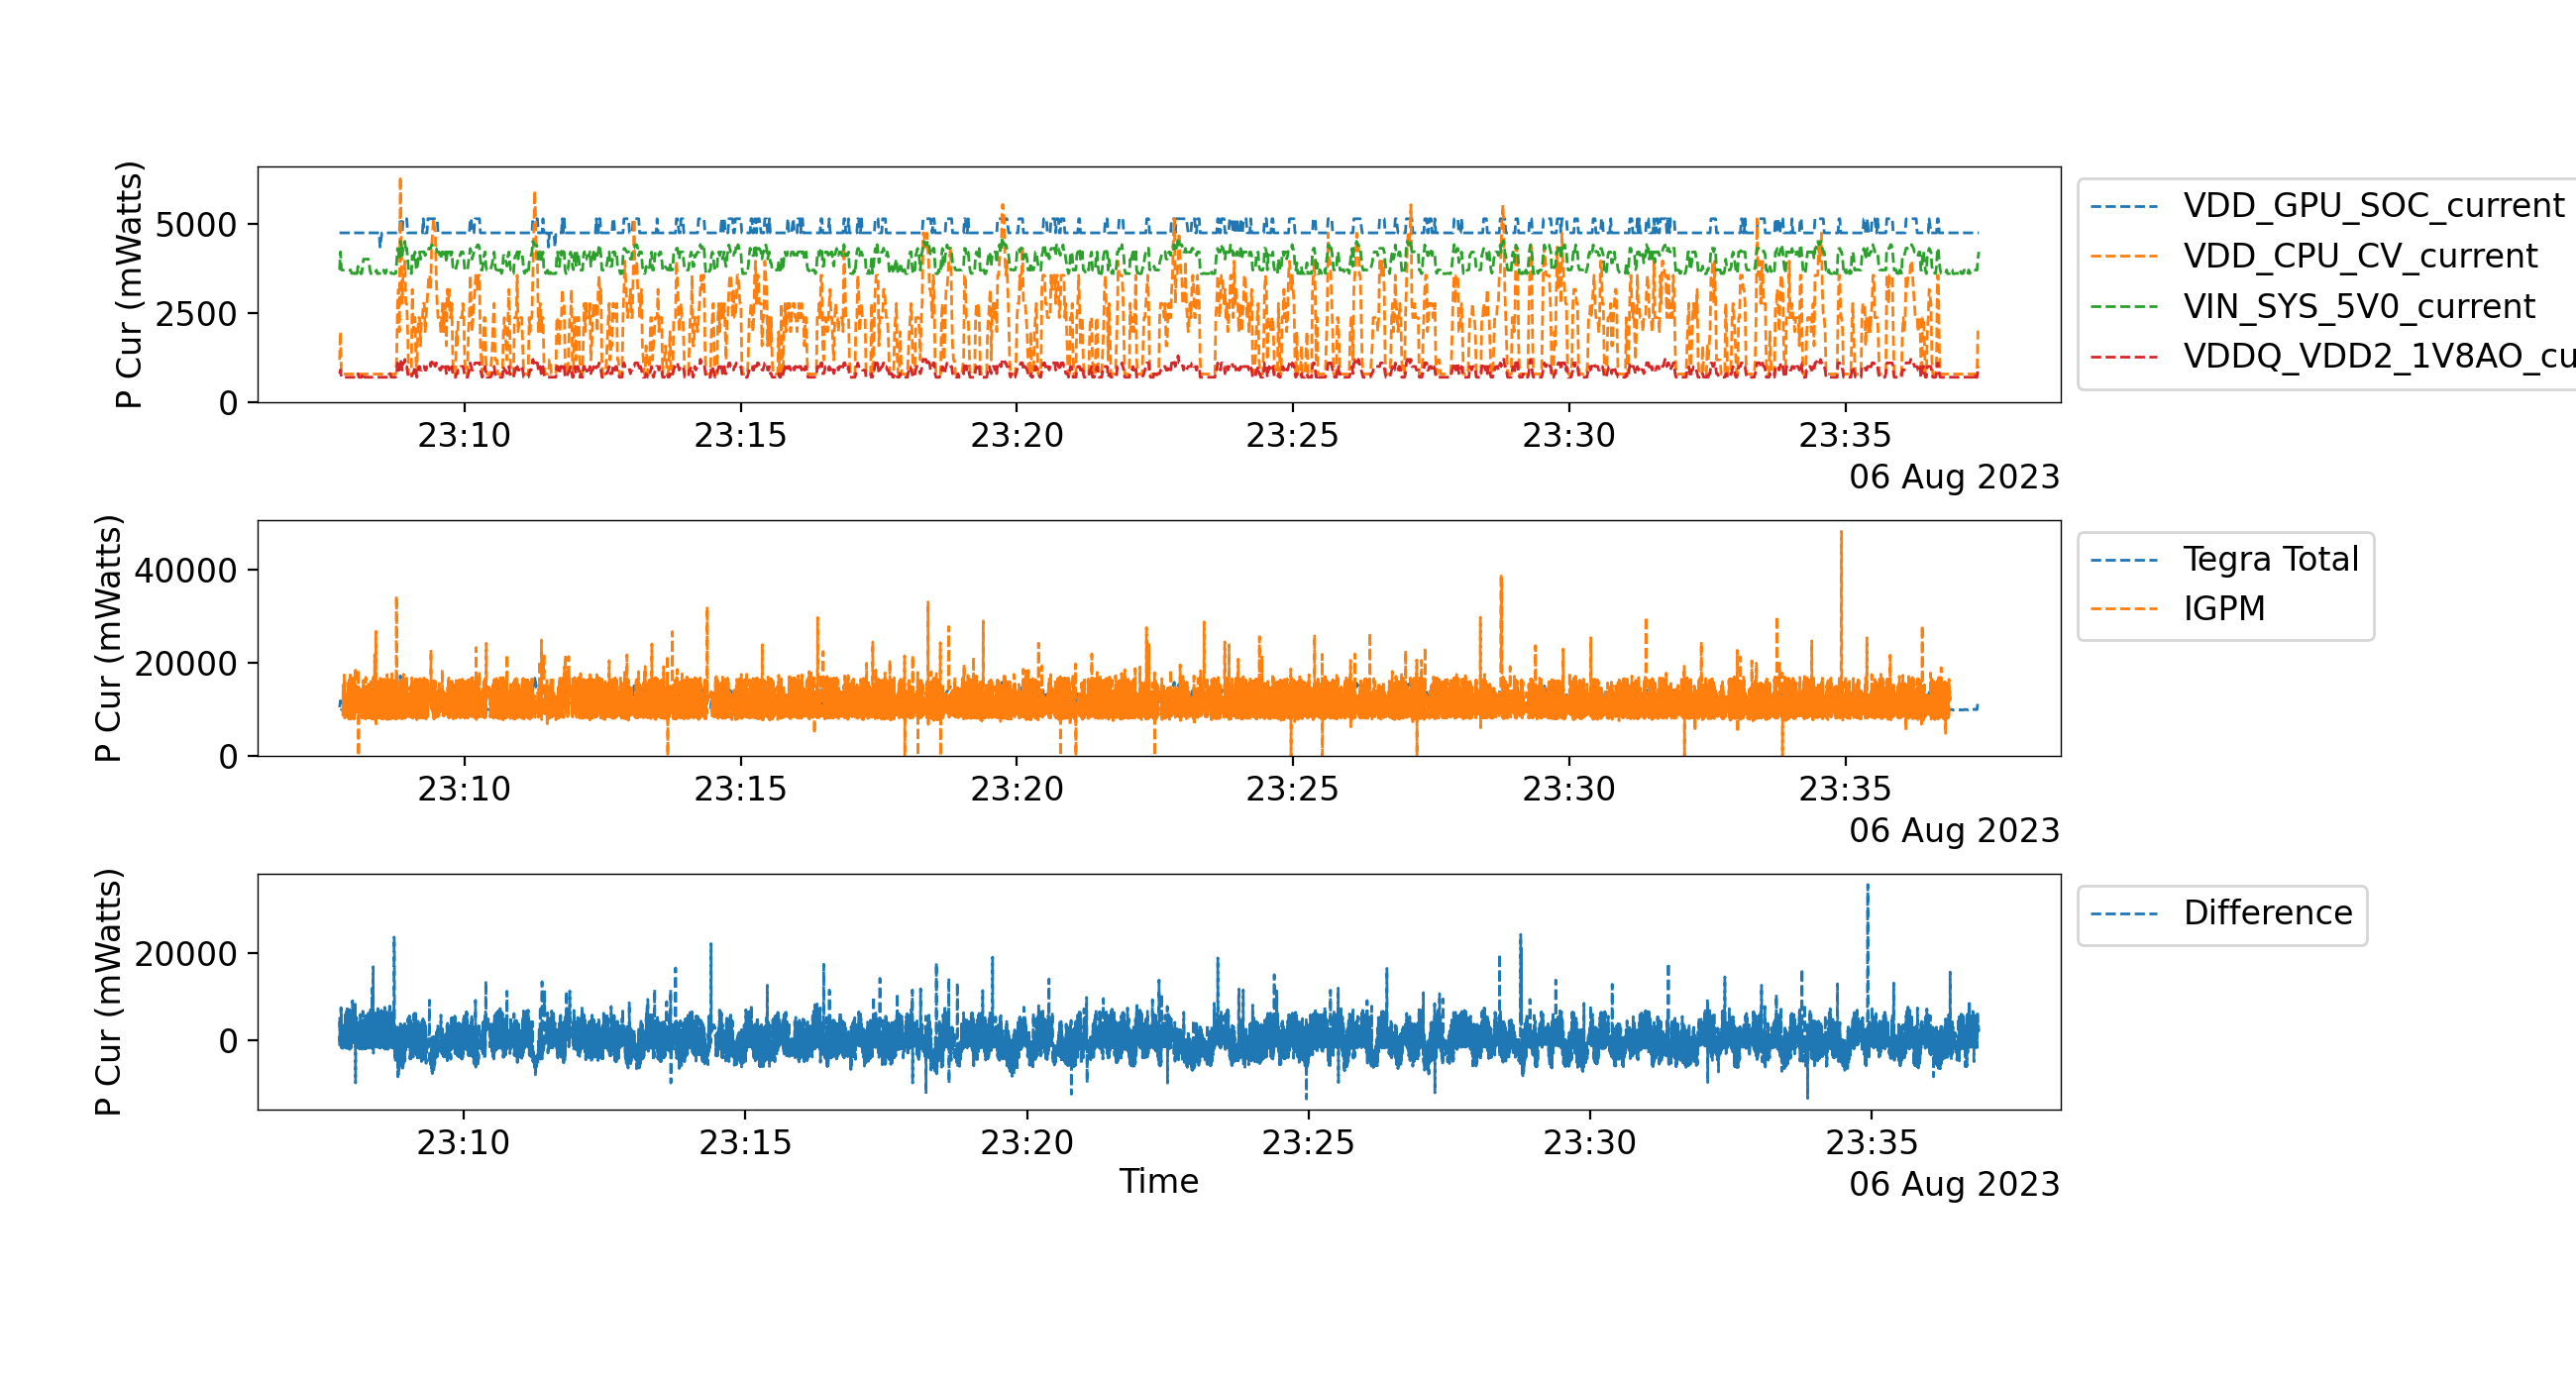 P Cur (mWatts)
5000
2500
0
23:10 23:15 23:20 23:25 23:30 23:35
06 Aug 2023
VDD_GPU_SOC_current
VDD_CPU_CV_current
VIN_SYS_5V0_current
VDDQ_VDD2_1V8AO_cu
P Cur (mWatts)
40000
20000
0
23:10 23:15 23:20 23:25 23:30 23:35
06 Aug 2023
Tegra Total
IGPM
P Cur (mWatts)
20000
0
23:10 23:15 23:20 23:25 23:30 23:35
Time
06 Aug 2023
Difference